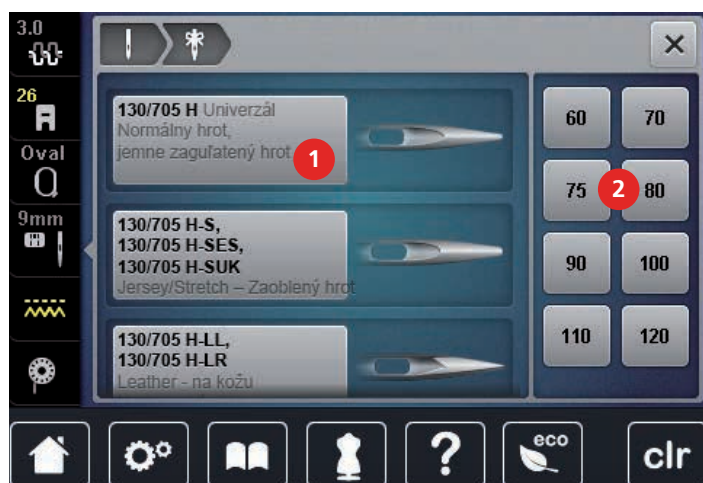 3.0
26
Oval
9mm
130/705 H Univerzál
Normálny hrot,
jemne zaguľatený hrot
1
130/705 H-S,
130/705 H-SES,
130/705 H-SUK
Jersey/Stretch – Zaoblený hrot
130/705 H-LL,
130/705 H-LR
Leather - na kožu
60 70
75 2 80
90 100
110 120
?
eco
clr